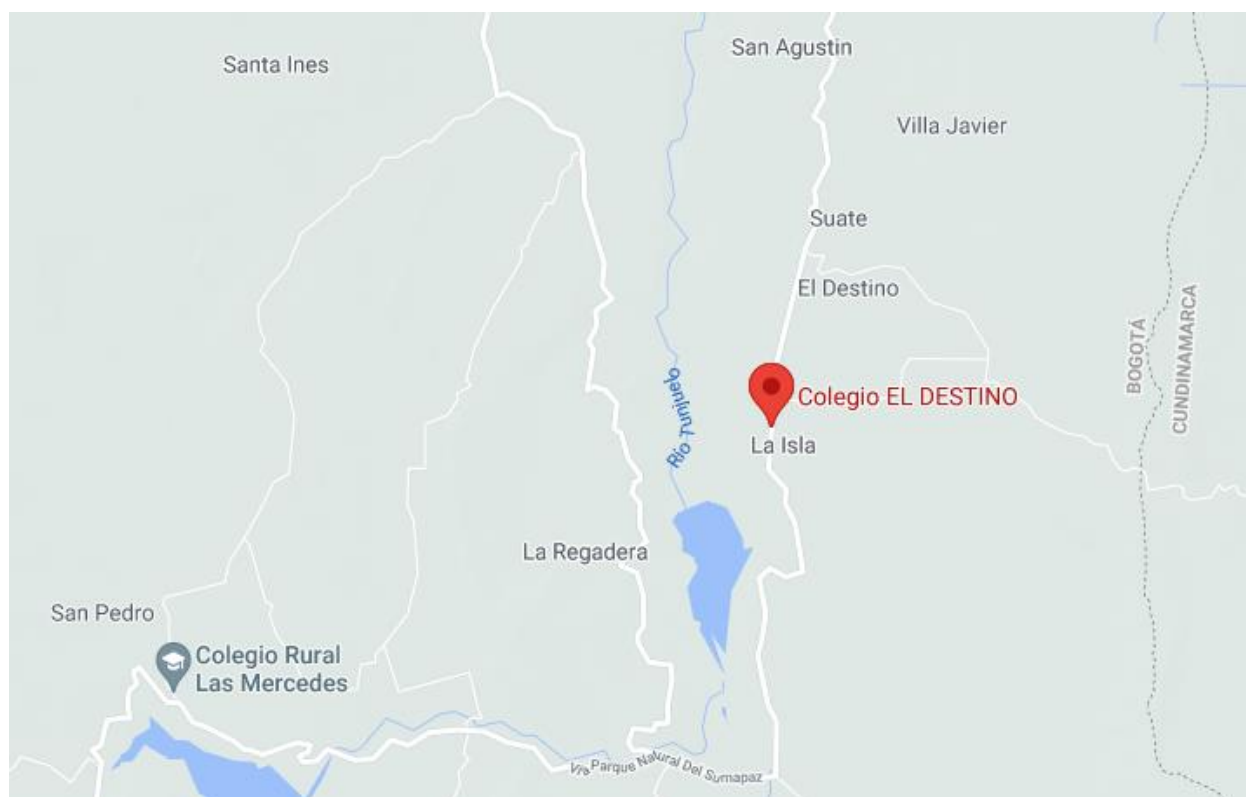 San Agustin
Santa Ines
Villa Javier
Suate
El Destino
BOGOTÁ
CUNDINAMARCA
Río Tunjuelo
Colegio EL DESTINO
La Isla
La Regadera
San Pedro
Colegio Rural
Las Mercedes
Vía Parque Natural Del Sumapaz